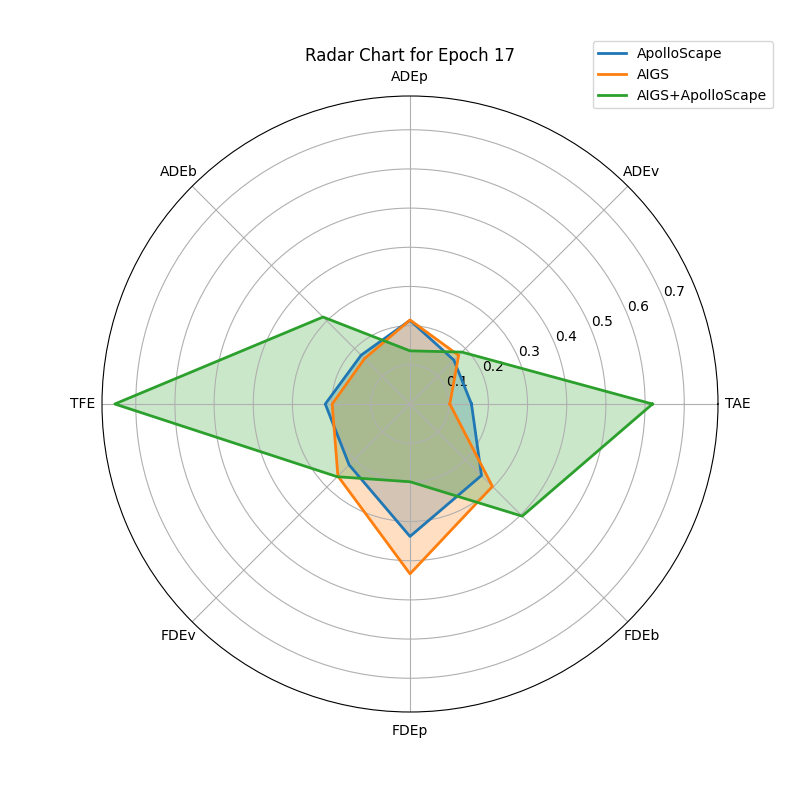 Radar Chart for Epoch 17
ApolloScape
AIGS
AIGS+ApolloScape
ADEp
ADEb
ADEv
0.7
0.6
0.5
0.4
0.3
0.2
0.1
TFE
TAE
FDEv
FDEb
FDEp